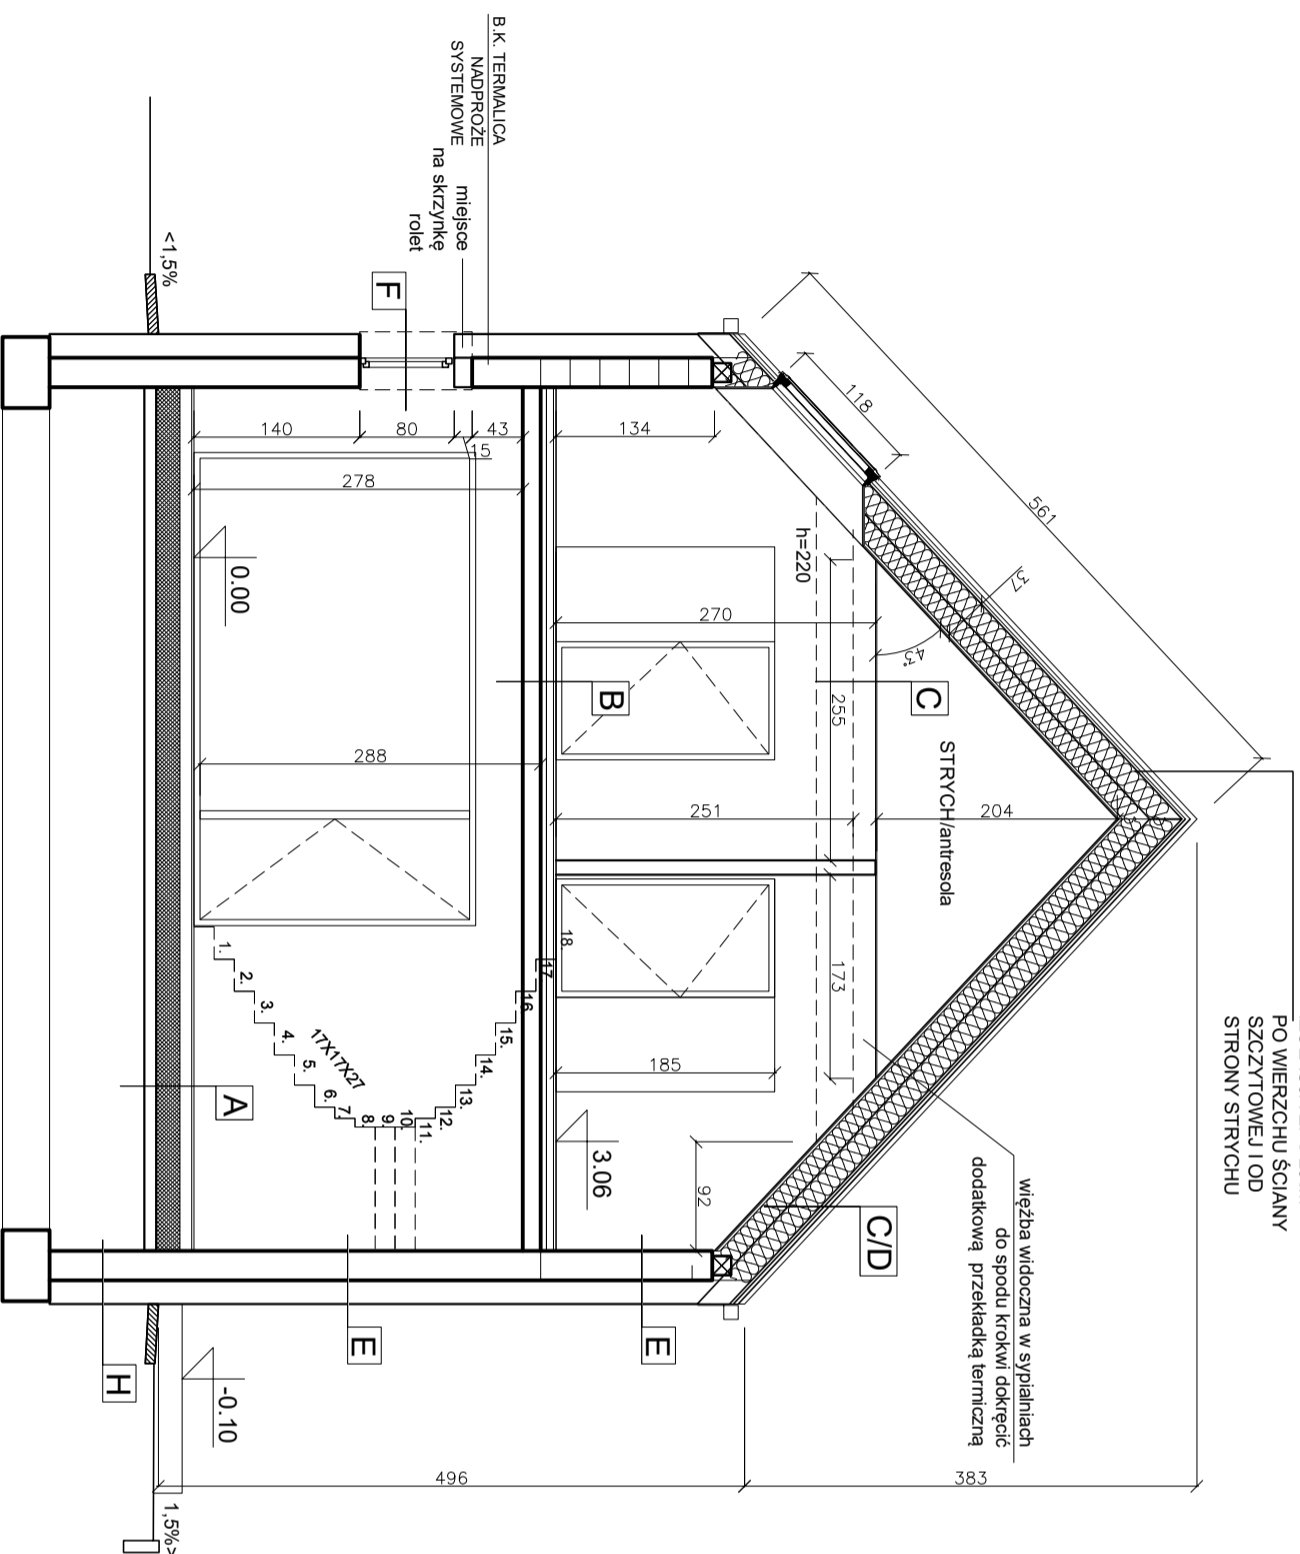 B.K. TERMALICA
NADPROŻE
SYSTEMOWE
miejsce
na skrzynkę
rolet
<1,5%
F
140
80
15
43
278
134
118
561
37
43°
h=220
270
255
C
0.00
B
288
251
STRYCH/antresola
204
PO WIERZCHU ŚCIANY
SZCZYTOWEJ I OD
STRONY STRYCHU
1.
2.
3.
4.
5.
6.
7.
8.
9.
10.
11.
12.
13.
14.
15.
16.
17.
18.
17X17X27
173
185
A
3.06
92
C/D
więźba widoczna w sypialniach
do spodu krokwi dokręcić
dodatkową przekładką termiczną
E
E
H
-0.10
496
383
1,5%>